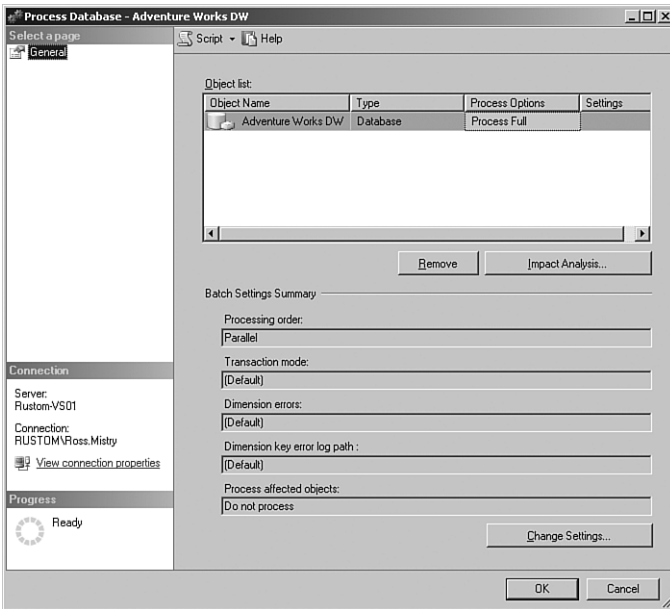 Process Database - Adventure Works DW
Select a page
General
Script
Help
Object list:
Object Name Type Process Options Settings
Adventure Works DW Database Process Full
Remove
Impact Analysis...
Batch Settings Summary
Processing order:
Parallel
Transaction mode:
(Default)
Dimension errors:
(Default)
Dimension key error log path :
(Default)
Process affected objects:
Do not process
Change Settings...
Connection
Server:
Rustom-VS01
Connection:
RUSTOM\Ross.Mistry
View connection properties
Progress
Ready
OK
Cancel